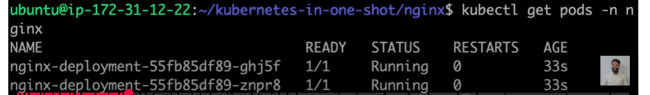 ubuntu@ip-172-31-12-22:~/kubernetes-in-one-shot/nginx$ kubectl get pods -n n
ginx
NAME READY STATUS RESTARTS AGE
nginx-deployment-55fb85df89-ghj5f 1/1 Running 0 33s
nginx-deployment-55fb85df89-znpr8 1/1 Running 0 33s